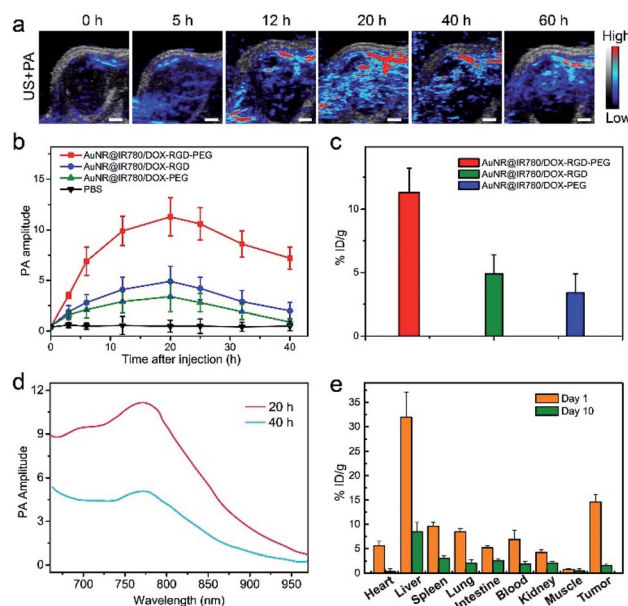 a
0 h 5 h 12 h 20 h 40 h 60 h
US+PA
High
Low
b
AuNR@IR780/DOX-RGD-PEG
AuNR@IR780/DOX-RGD
AuNR@IR780/DOX-PEG
PBS
PA amplitude
15
10
5
0
0 10 20 30 40
Time after injection (h)
c
AuNR@IR780/DOX-RGD-PEG
AuNR@IR780/DOX-RGD
AuNR@IR780/DOX-PEG
% ID/g
10
5
0
d
20 h
40 h
PA Amplitude
12
9
6
3
0
700 750 800 850 900 950
Wavelength (nm)
e
Day 1
Day 10
% ID/g
35
30
25
20
15
10
5
0
Heart Liver Spleen Lung Intestine Blood Kidney Muscle Tumor